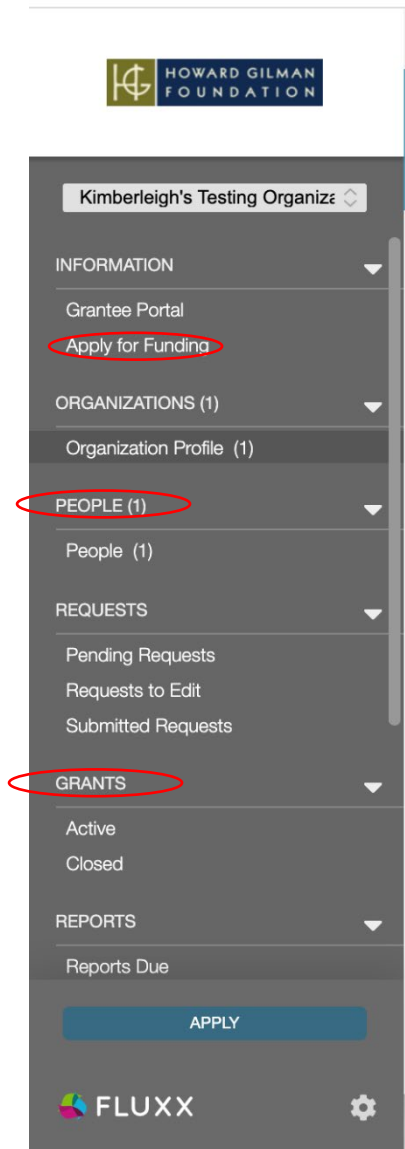 HOWARD GILMAN
FOUNDATION
Kimberleigh's Testing Organiza
INFORMATION
Grantee Portal
Apply for Funding
ORGANIZATIONS (1)
Organization Profile (1)
PEOPLE (1)
People (1)
REQUESTS
Pending Requests
Requests to Edit
Submitted Requests
GRANTS
Active
Closed
REPORTS
Reports Due
APPLY
FLUXX